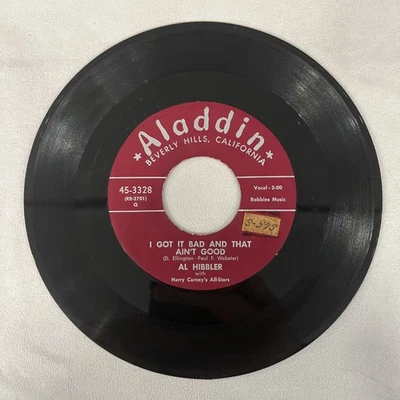 ★Aladdin★
BEVERLY HILLS, CALIFORNIA
45-3328
(RR-2701)
Q
Vocal - 3:00
Robbins Music
I GOT IT BAD AND THAT
AIN'T GOOD
(D. Ellington - Paul F. Webster)
AL HIBBLER
with
Harry Carney's All-Stars